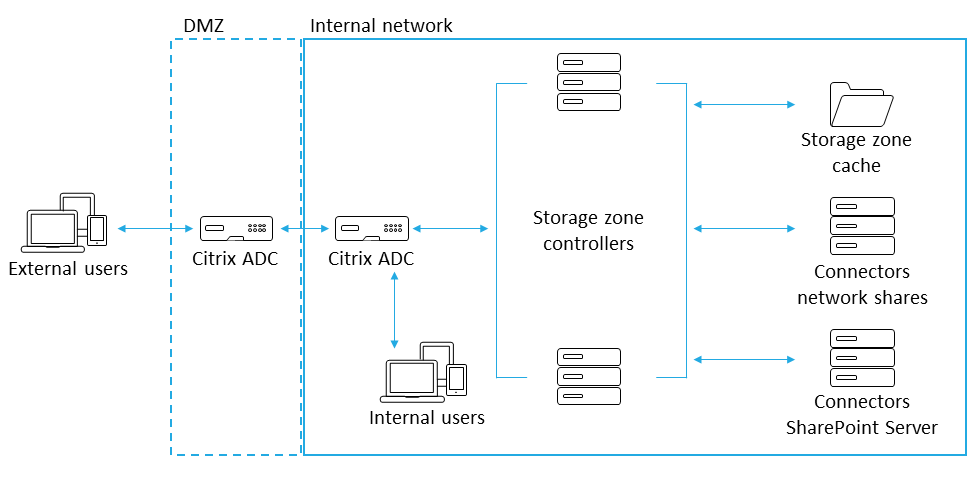 DMZ
Internal network
External users
Citrix ADC
Citrix ADC
Internal users
Storage zone
controllers
Storage zone
cache
Connectors
network shares
Connectors
SharePoint Server